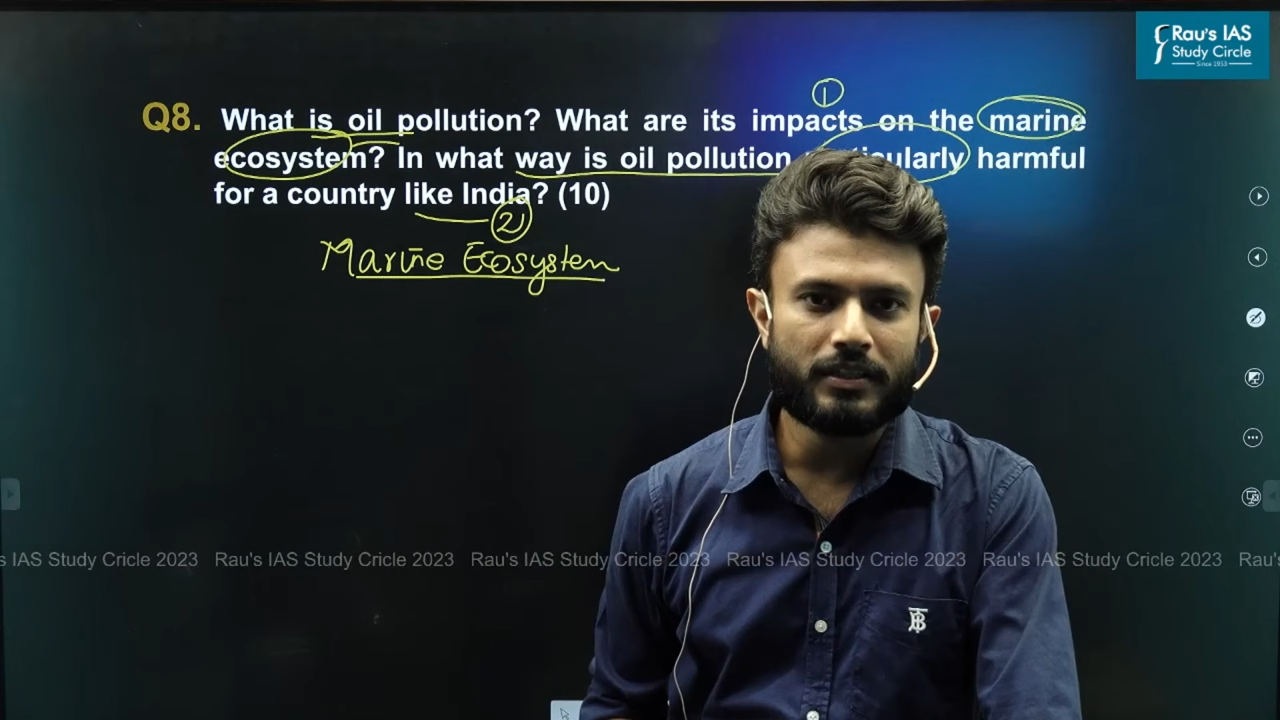 Rau's IAS
Study Circle
Since 1953
①
Q8. What is oil pollution? What are its impacts on the marine
ecosystem? In what way is oil pollution harmful
for a country like India? (10)
②
Marine Ecosystem
s IAS Study Cricle 2023 Rau's IAS Study Cricle 2023 Rau's IAS Study Cricle 2023 Rau's IAS Study Cricle 2023 Rau's IAS Study Cricle 2023 Rau's